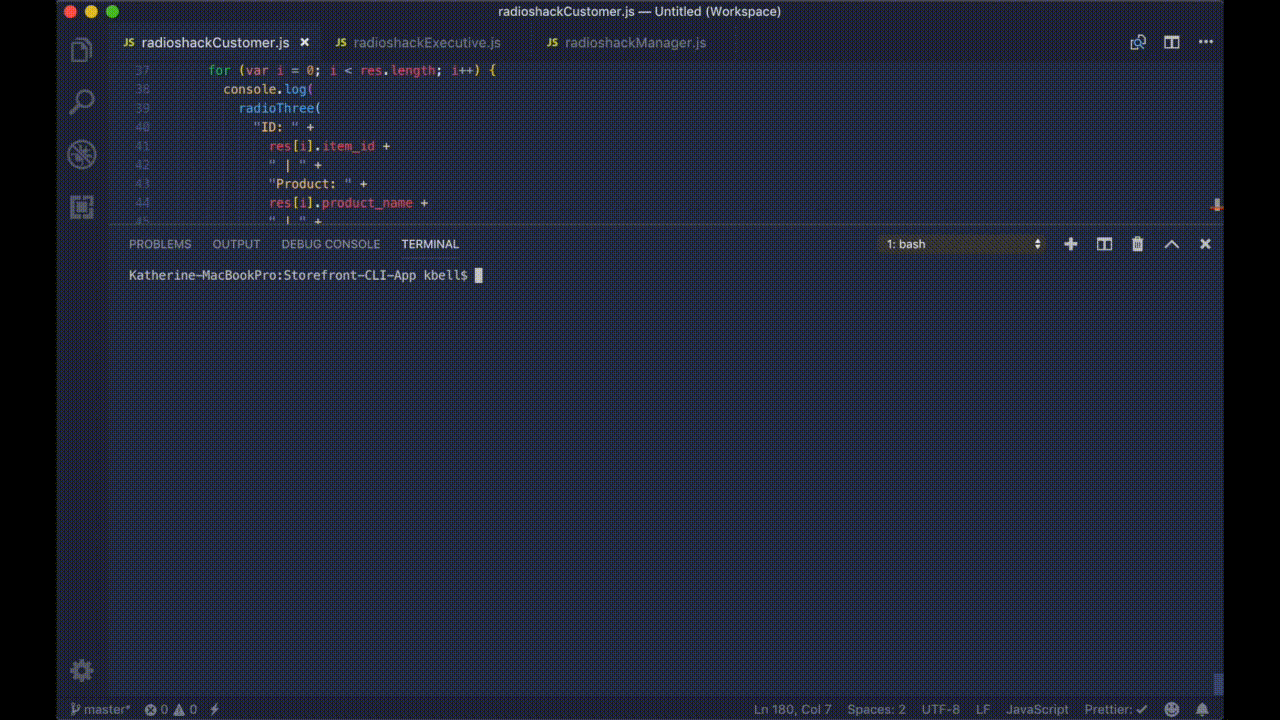 radioshackCustomer.js — Untitled (Workspace)
JS radioshackCustomer.js × JS radioshackExecutive.js JS radioshackManager.js
37 for (var i = 0; i < res.length; i++) {
38 console.log(
39 radioThree(
40 "ID: " +
41 res[i].item_id +
42 " | " +
43 "Product: " +
44 res[i].product_name +
45 " | " +
PROBLEMS OUTPUT DEBUG CONSOLE TERMINAL 1: bash
Katherine-MacBookPro:Storefront-CLI-App kbell$
master* 0 0 Ln 180, Col 7 Spaces: 2 UTF-8 LF JavaScript Prettier: ✓